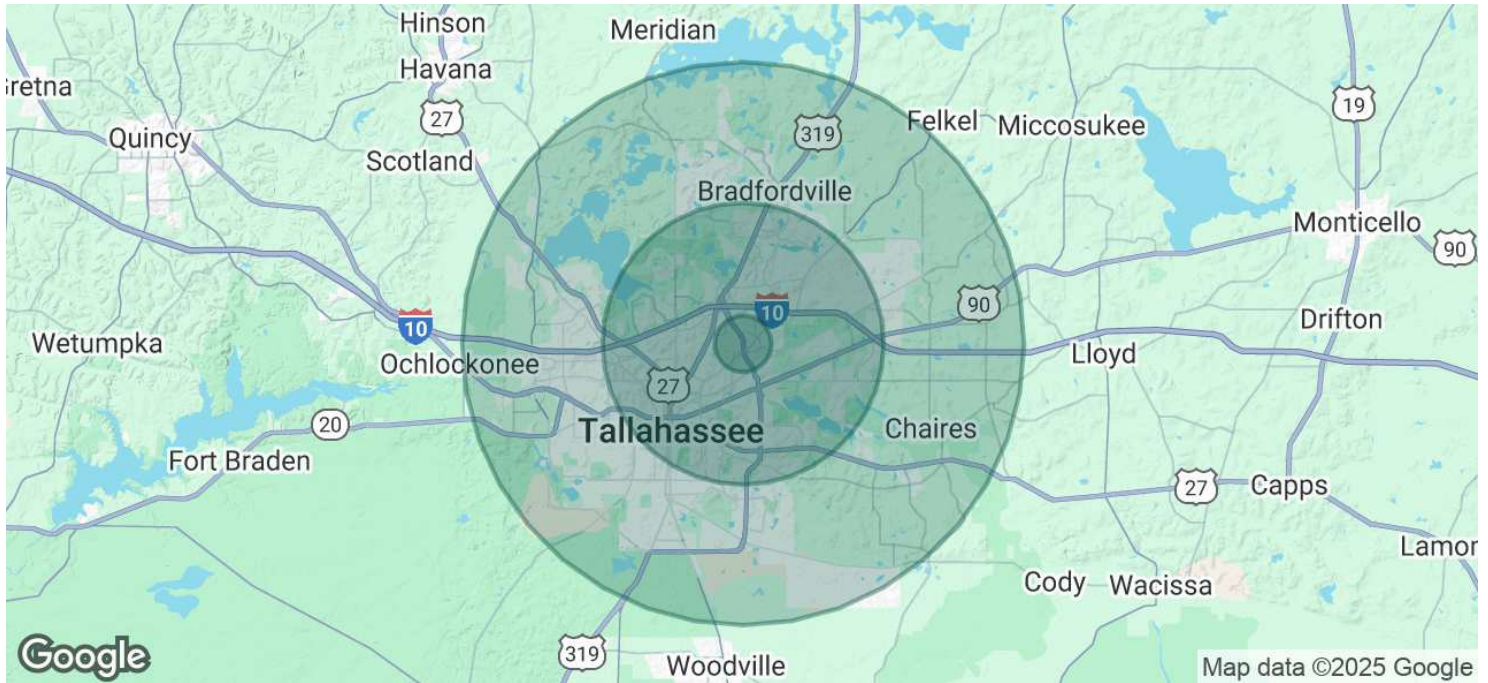 Hinson
Meridian
Havana
Gretna
19
27
Felkel
Miccosukee
319
Quincy
Scotland
Bradfordville
Monticello
90
90
10
10
Drifton
Wetumpka
Lloyd
Ochlockonee
27
20
Tallahassee
Chaires
Fort Braden
27
Capps
Lamon
Cody
Wacissa
319
Woodville
Google
Map data ©2025 Google